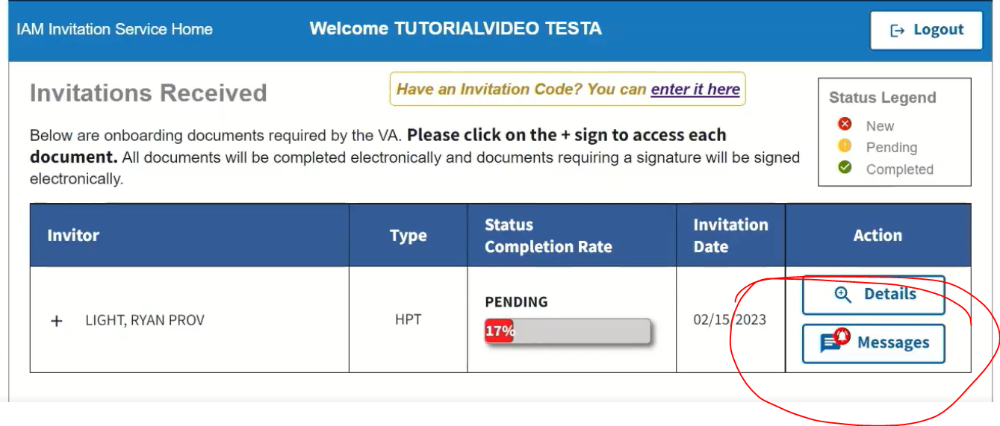 IAM Invitation Service Home
Welcome TUTORIALVIDEO TESTA
Logout
Invitations Received
Have an Invitation Code? You can enter it here
Below are onboarding documents required by the VA. Please click on the + sign to access each
document. All documents will be completed electronically and documents requiring a signature will be signed
electronically.
Status Legend
New
Pending
Completed
Invitor
Type
Status
Completion Rate
Invitation
Date
Action
+ LIGHT, RYAN PROV
HPT
PENDING
17%
02/15/2023
Details
Messages